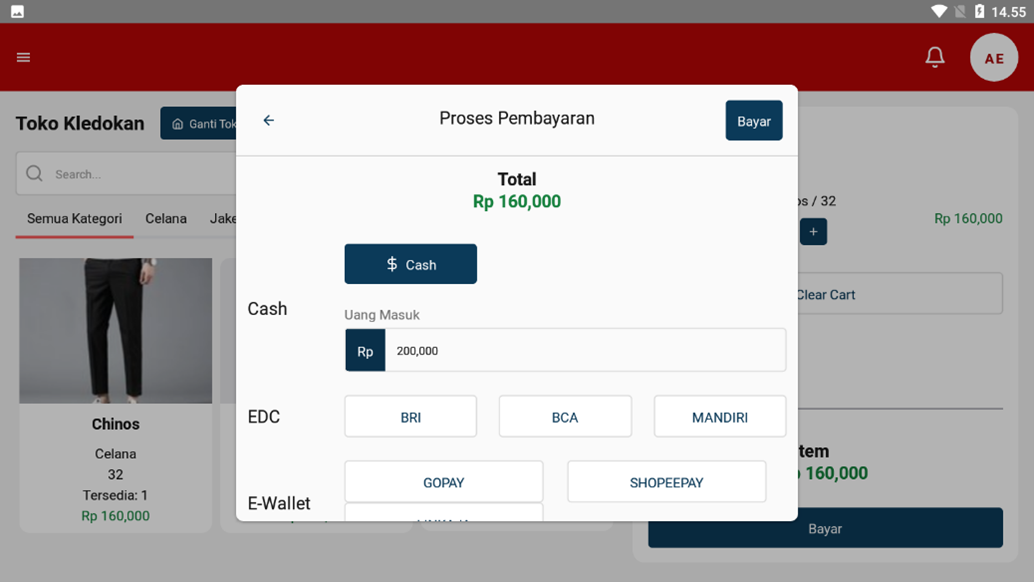 14.55
AE
Toko Kledokan
Ganti Tok
Search...
Semua Kategori
Celana
Jake
Chinos
Celana
32
Tersedia: 1
Rp 160,000
Proses Pembayaran
Bayar
Total
Rp 160,000
Cash
$ Cash
Uang Masuk
Rp
200,000
EDC
BRI
BCA
MANDIRI
E-Wallet
GOPAY
SHOPEEPAY
os / 32
+
Rp 160,000
Clear Cart
tem
160,000
Bayar